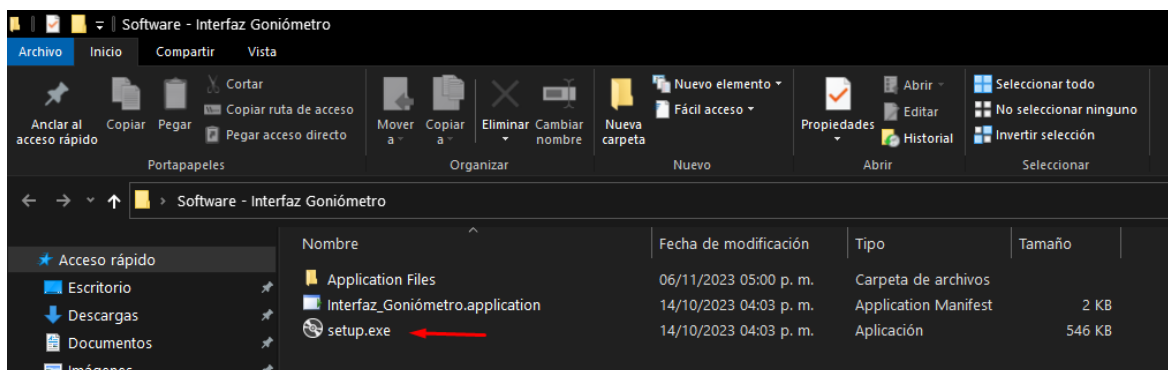 Software - Interfaz Goniómetro
Archivo Inicio Compartir Vista
Anclar al acceso rápido
Copiar
Pegar
Cortar
Copiar ruta de acceso
Pegar acceso directo
Portapapeles
Mover a
Copiar a
Eliminar
Cambiar nombre
Organizar
Nueva carpeta
Nuevo elemento
Fácil acceso
Nuevo
Propiedades
Abrir
Editar
Historial
Abrir
Seleccionar todo
No seleccionar ninguno
Invertir selección
Seleccionar
Software - Interfaz Goniómetro
Nombre Fecha de modificación Tipo Tamaño
Acceso rápido
Escritorio
Descargas
Documentos
Imágenes
Application Files 06/11/2023 05:00 p. m. Carpeta de archivos
Interfaz_Goniómetro.application 14/10/2023 04:03 p. m. Application Manifest 2 KB
setup.exe 14/10/2023 04:03 p. m. Aplicación 546 KB